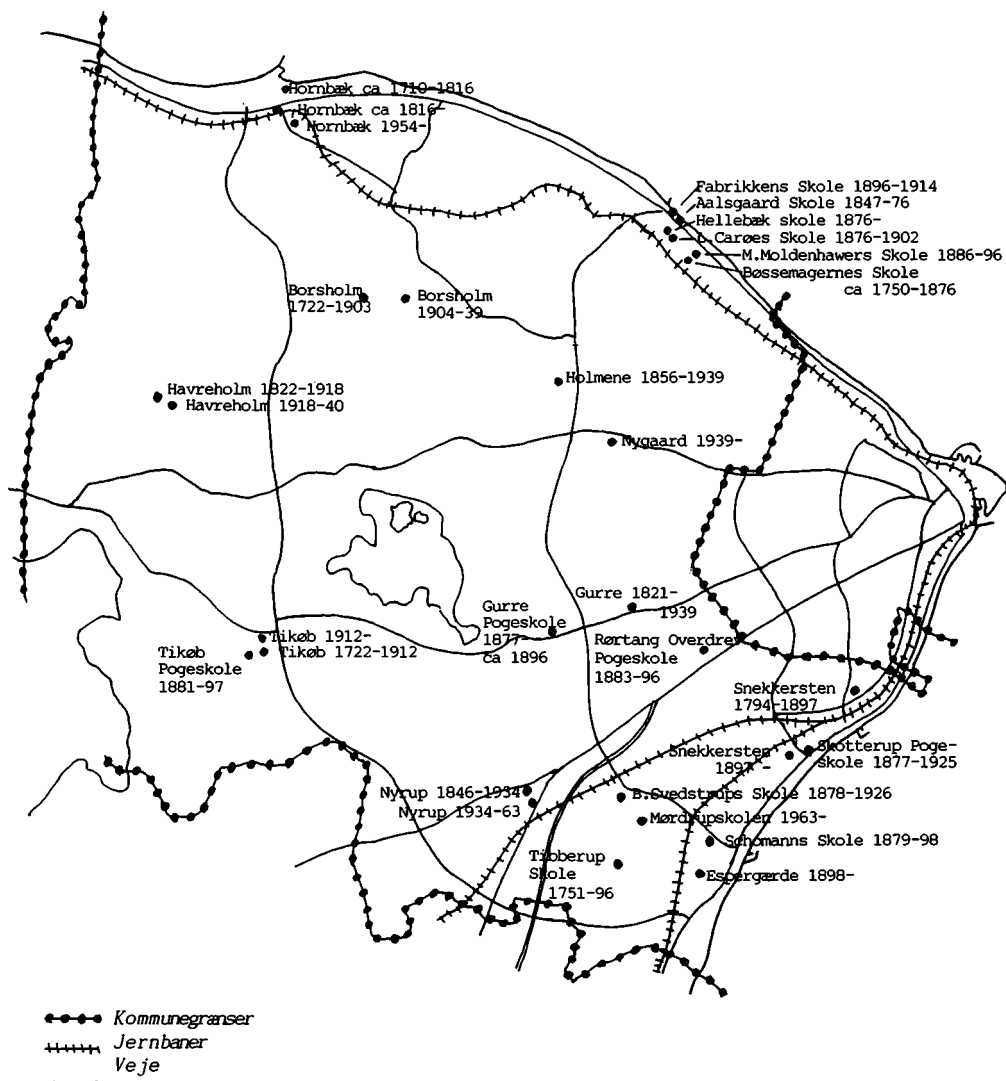 Hornbæk ca 1710-1816
Hornbæk ca 1816-
Hornbæk 1954-
Fabrikkens Skole 1896-1914
Aalsgaard Skole 1847-76
Hellebæk skole 1876-
L.Carøes Skole 1876-1902
M.Moldenhawers Skole 1886-96
Bøssemagernes Skole
ca 1750-1876
Borsholm
1722-1903
Borsholm
1904-39
Havreholm 1822-1918
Havreholm 1918-40
Holmene 1856-1939
Nygaard 1939-
Gurre 1821-
1939
Gurre
Pogeskole
1877-
ca 1896
Rørtang Overdrev
Pogeskole
1883-96
Tikøb 1912-
Tikøb 1722-1912
Tikøb
Pogeskole
1881-97
Snekkersten
1794-1897
Snekkersten
1897 -
Skotterup Poge-
skole 1877-1925
Nyrup 1846-1934
Nyrup 1934-63
B.Svedstrups Skole 1878-1926
Mørdrupskolen 1963-
Schomanns Skole 1879-98
Tibberup
Skole
1751-96
Espergærde 1898-
Kommunegrænser
Jernbaner
Veje